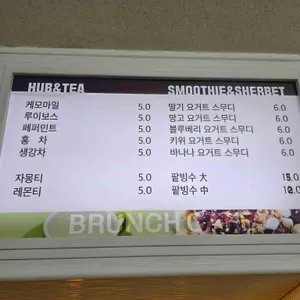 HUB&TEA
케모마일 5.0
루이보스 5.0
페퍼민트 5.0
홍 차 5.0
생강차 5.0
자몽티 5.0
레몬티 5.0
SMOOTHIE&SHERBET
딸기 요거트 스무디 6.0
망고 요거트 스무디 6.0
블루베리 요거트 스무디 6.0
키위 요거트 스무디 6.0
바나나 요거트 스무디 6.0
팥빙수 大
팥빙수 中
BRUNCH